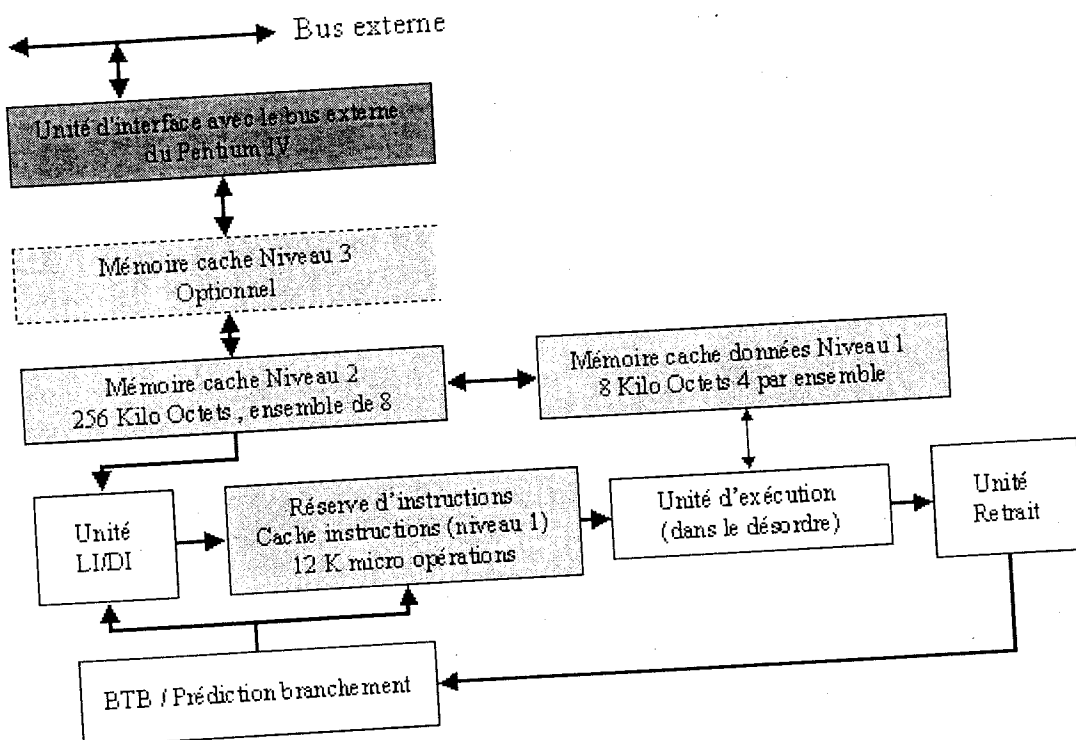 Bus externe
Unité d'interface avec le bus externe
du Pentium IV
Mémoire cache Niveau 3
Optionnel
Mémoire cache Niveau 2
256 Kilo Octets , ensemble de 8
Mémoire cache données Niveau 1
8 Kilo Octets 4 par ensemble
Unité
LI/DI
Réserve d'instructions
Cache instructions (niveau 1)
12 K micro opérations
Unité d'exécution
(dans le désordre)
Unité
Retrait
BTB / Prédiction branchement